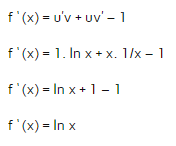 f'(x) = u'v + uv' – 1
f'(x) = 1. ln x + x. 1/x – 1
f'(x) = ln x + 1 – 1
f'(x) = ln x